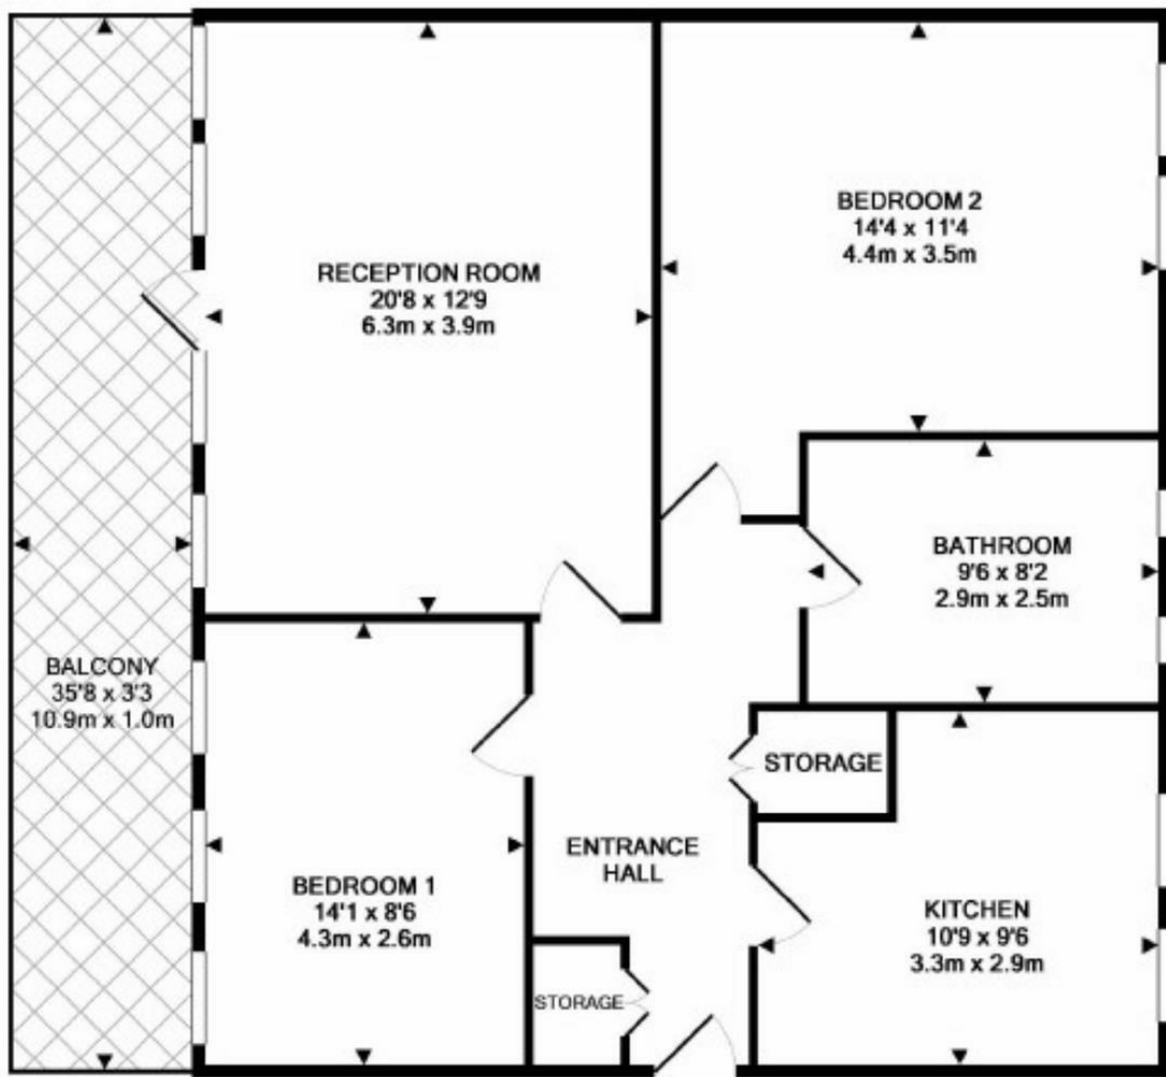 RECEPTION ROOM
20'8 x 12'9
6.3m x 3.9m
BEDROOM 2
14'4 x 11'4
4.4m x 3.5m
BATHROOM
9'6 x 8'2
2.9m x 2.5m
BALCONY
35'8 x 3'3
10.9m x 1.0m
STORAGE
ENTRANCE
HALL
BEDROOM 1
14'1 x 8'6
4.3m x 2.6m
KITCHEN
10'9 x 9'6
3.3m x 2.9m
STORAGE